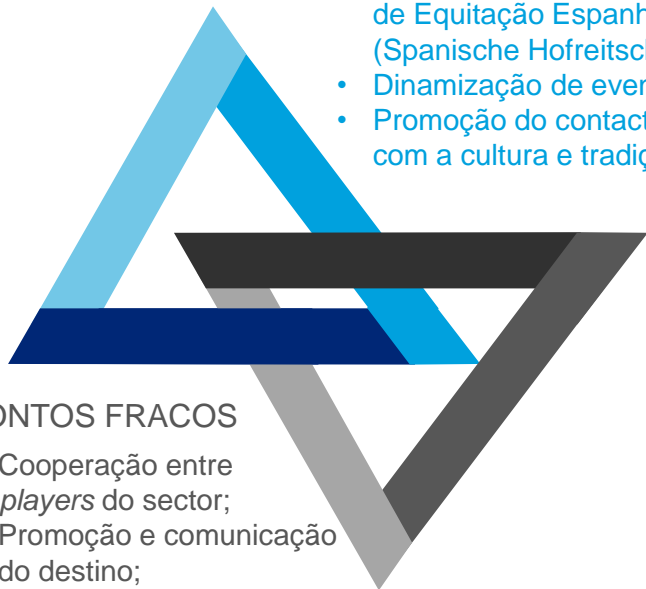 de Equitação Espanh
(Spanische Hofreitsch
• Dinamização de even
• Promoção do contact
com a cultura e tradiç
ONTOS FRACOS
Cooperação entre
players do sector;
Promoção e comunicação
do destino;